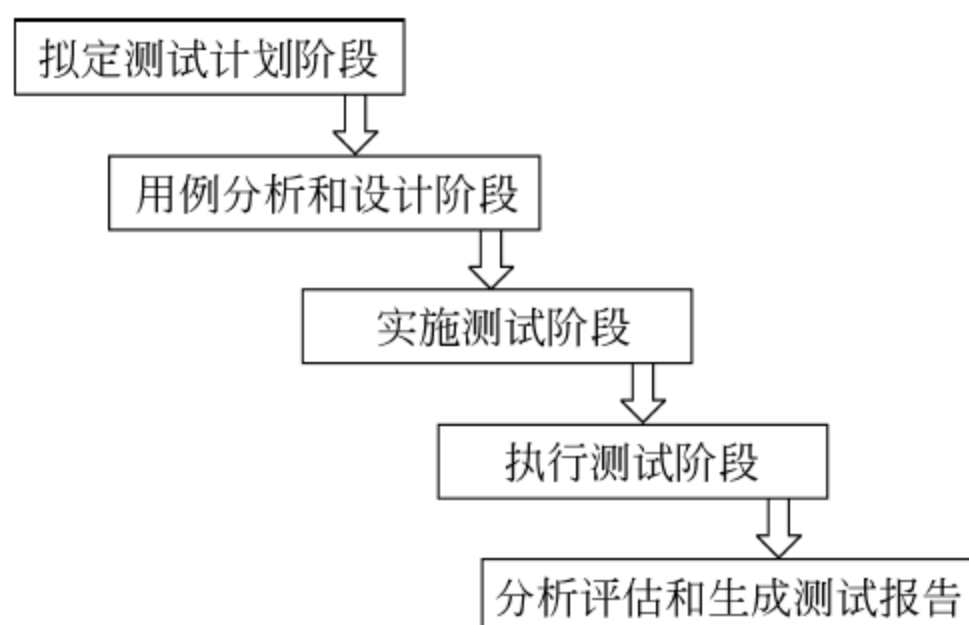 拟定测试计划阶段
用例分析和设计阶段
实施测试阶段
执行测试阶段
分析评估和生成测试报告